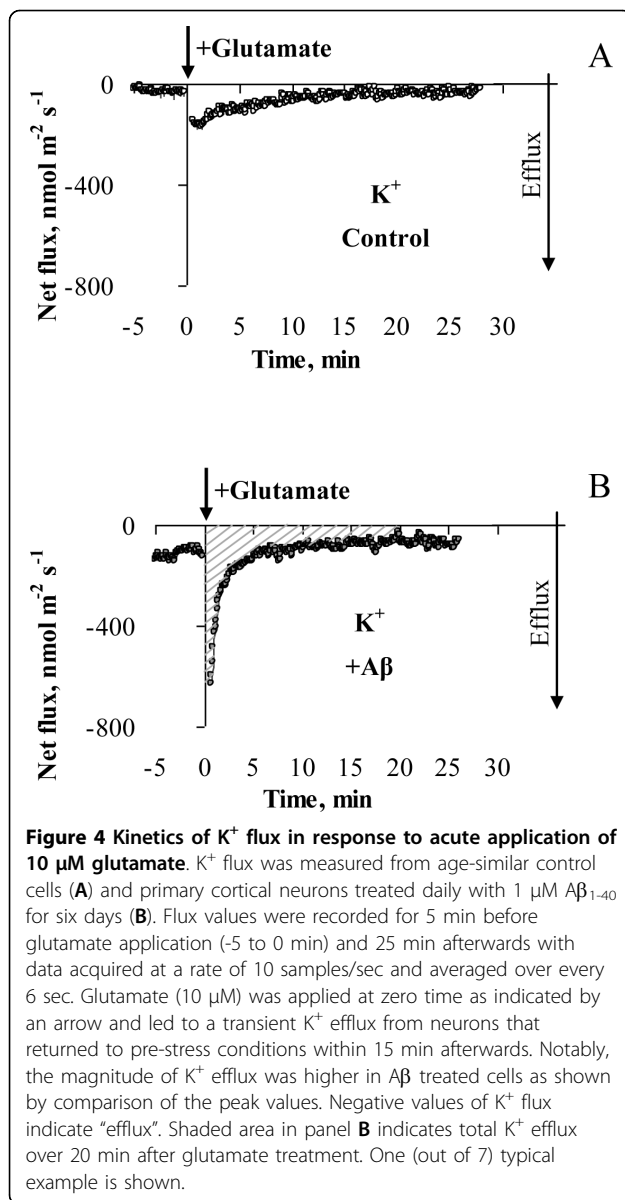 +Glutamate
A
0
-400
-800
Net flux, nmol m⁻² s⁻¹
K⁺
Control
Efflux
-5 0 5 10 15 20 25 30
Time, min
+Glutamate
B
0
-400
-800
Net flux, nmol m⁻² s⁻¹
K⁺
+Aβ
Efflux
-5 0 5 10 15 20 25 30
Time, min
Figure 4 Kinetics of K⁺ flux in response to acute application of
10 μM glutamate. K⁺ flux was measured from age-similar control
cells (A) and primary cortical neurons treated daily with 1 μM Aβ₁₋₄₀
for six days (B). Flux values were recorded for 5 min before
glutamate application (-5 to 0 min) and 25 min afterwards with
data acquired at a rate of 10 samples/sec and averaged over every
6 sec. Glutamate (10 μM) was applied at zero time as indicated by
an arrow and led to a transient K⁺ efflux from neurons that
returned to pre-stress conditions within 15 min afterwards. Notably,
the magnitude of K⁺ efflux was higher in Aβ treated cells as shown
by comparison of the peak values. Negative values of K⁺ flux
indicate “efflux”. Shaded area in panel B indicates total K⁺ efflux
over 20 min after glutamate treatment. One (out of 7) typical
example is shown.